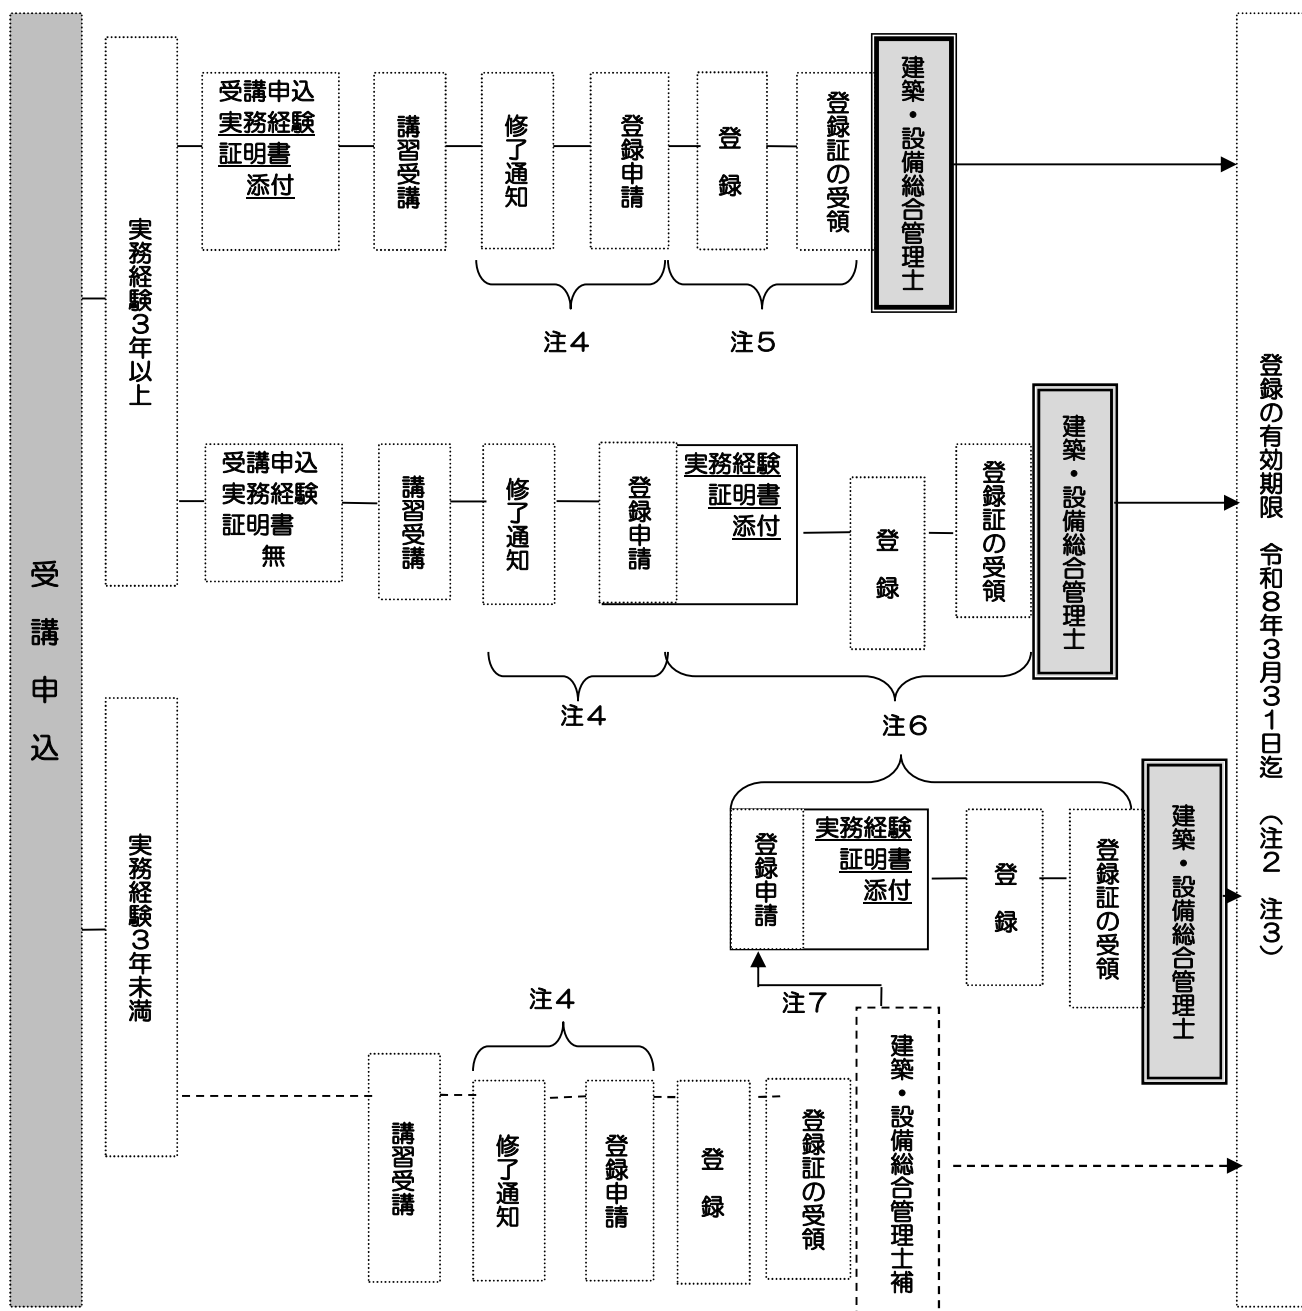 受講申込
実務経験３年以上
受講申込
実務経験
証明書
添付
講習受講
修了通知
登録申請
登録
登録証の受領
建築・設備総合管理士
注４
注５
受講申込
実務経験
証明書
無
講習受講
修了通知
登録申請
実務経験
証明書
添付
登録
登録証の受領
建築・設備総合管理士
注４
注６
実務経験３年未満
登録申請
実務経験
証明書
添付
登録
登録証の受領
建築・設備総合管理士
注７
注４
講習受講
修了通知
登録申請
登録
登録証の受領
建築・設備総合管理士補
登録の有効期限　令和８年３月３１日迄　（注２　注３）